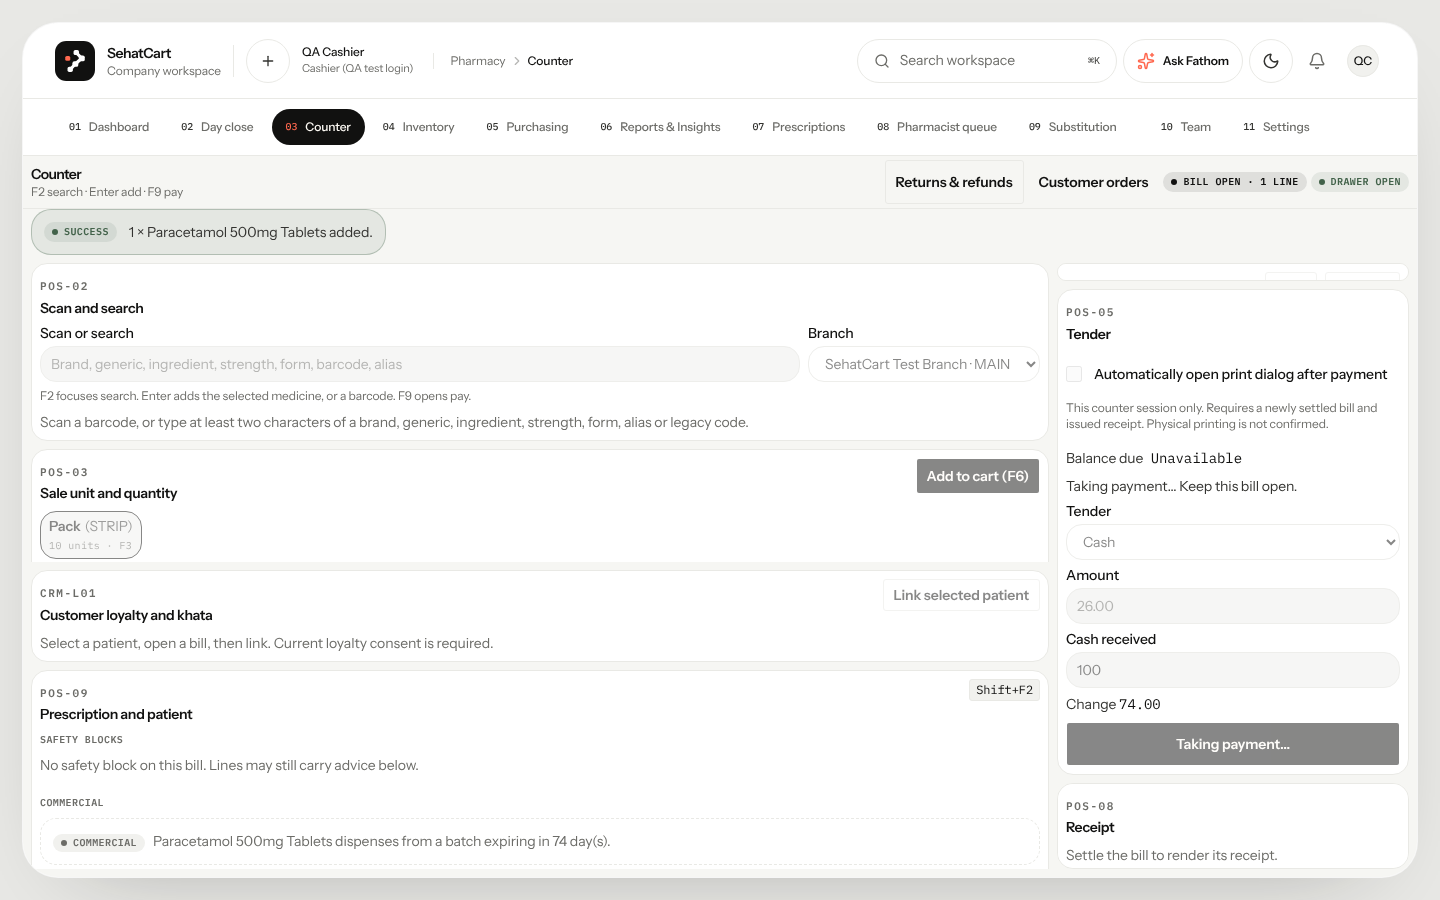 SehatCart
Company workspace
QA Cashier
Cashier (QA test login)
Pharmacy
Counter
Search workspace
⌘K
Ask Fathom
QC
01 Dashboard
02 Day close
03 Counter
04 Inventory
05 Purchasing
06 Reports & Insights
07 Prescriptions
08 Pharmacist queue
09 Substitution
10 Team
11 Settings
Counter
F2 search · Enter add · F9 pay
Returns & refunds
Customer orders
BILL OPEN · 1 LINE
DRAWER OPEN
SUCCESS
1 × Paracetamol 500mg Tablets added.
POS-02
Scan and search
Scan or search
Branch
Brand, generic, ingredient, strength, form, barcode, alias
SehatCart Test Branch · MAIN
F2 focuses search. Enter adds the selected medicine, or a barcode. F9 opens pay.
Scan a barcode, or type at least two characters of a brand, generic, ingredient, strength, form, alias or legacy code.
POS-03
Sale unit and quantity
Add to cart (F6)
Pack (STRIP)
10 units · F3
CRM-L01
Customer loyalty and khata
Link selected patient
Select a patient, open a bill, then link. Current loyalty consent is required.
POS-09
Prescription and patient
Shift+F2
SAFETY BLOCKS
No safety block on this bill. Lines may still carry advice below.
COMMERCIAL
COMMERCIAL
Paracetamol 500mg Tablets dispenses from a batch expiring in 74 day(s).
POS-05
Tender
Automatically open print dialog after payment
This counter session only. Requires a newly settled bill and
issued receipt. Physical printing is not confirmed.
Balance due Unavailable
Taking payment... Keep this bill open.
Tender
Cash
Amount
26.00
Cash received
100
Change 74.00
Taking payment...
POS-08
Receipt
Settle the bill to render its receipt.